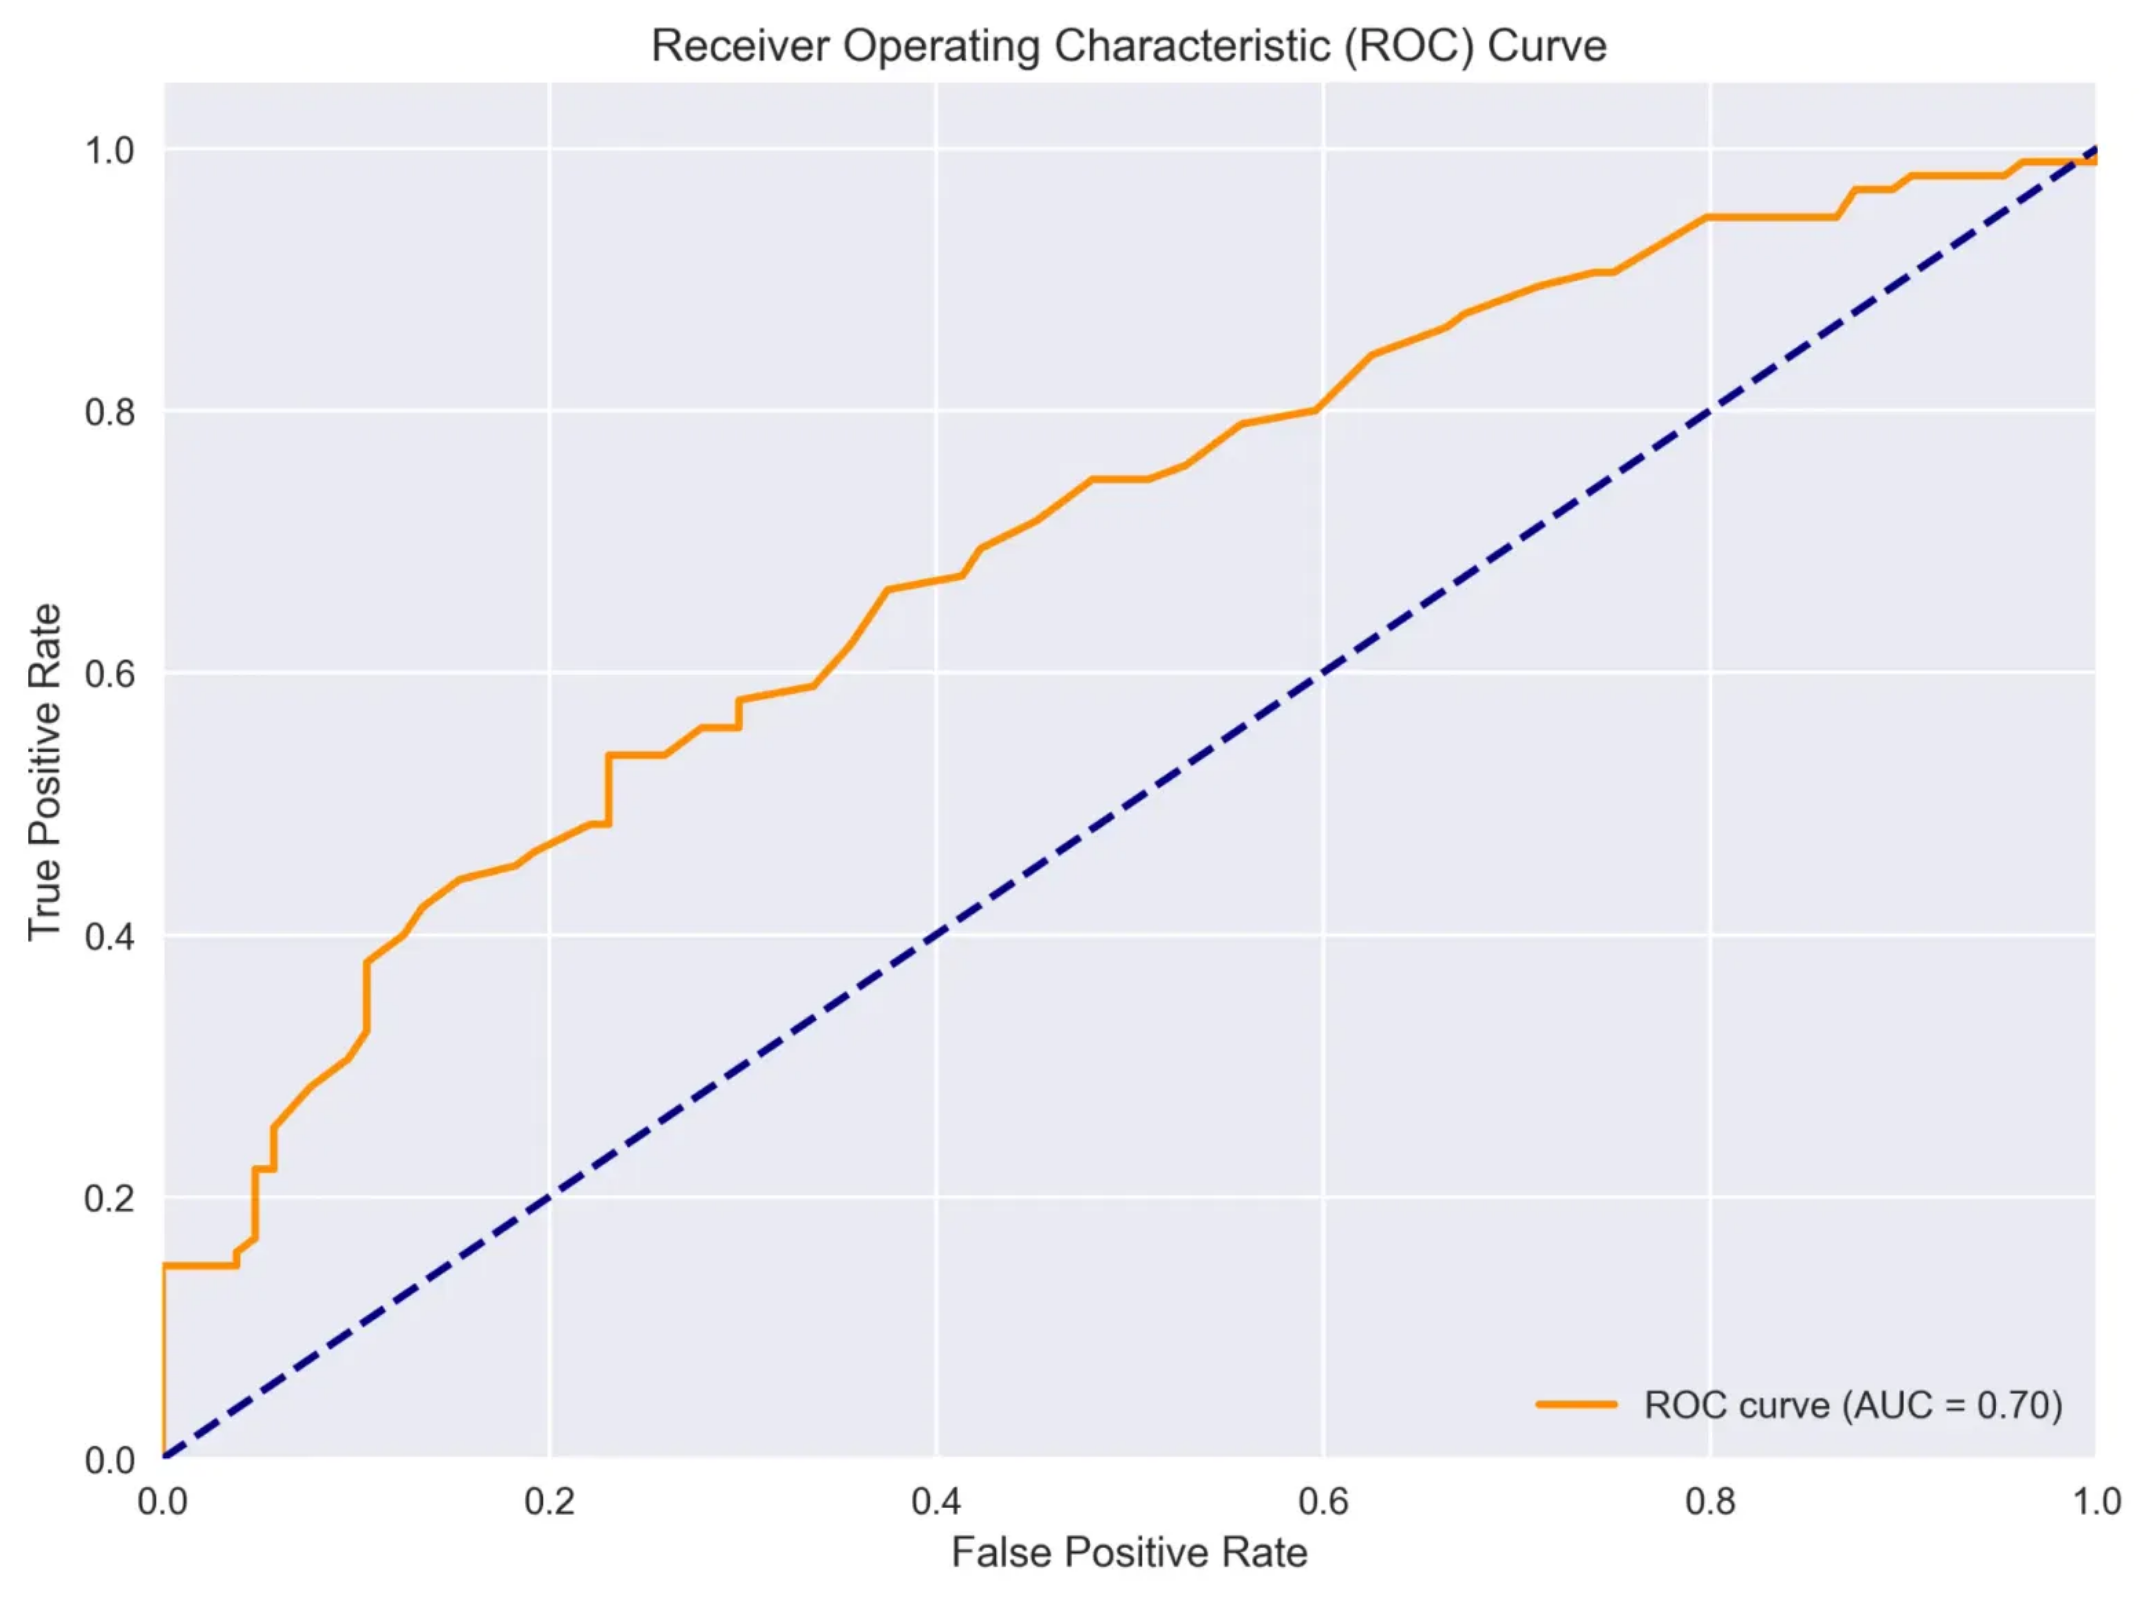 Receiver Operating Characteristic (ROC) Curve
1.0
0.8
0.6
0.4
0.2
0.0
True Positive Rate
ROC curve (AUC = 0.70)
0.0 0.2 0.4 0.6 0.8 1.0
False Positive Rate